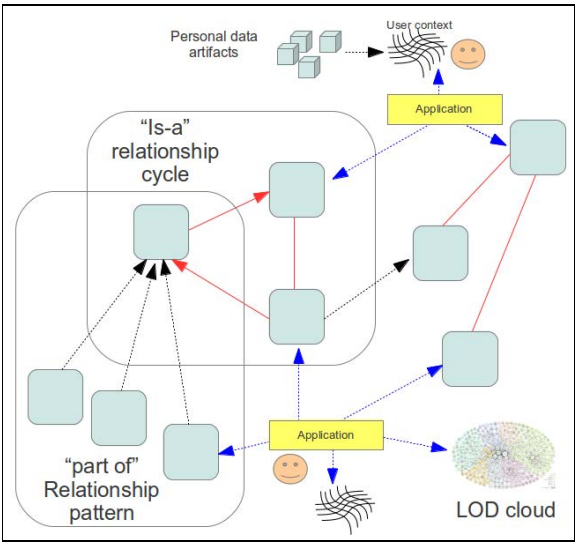 Personal data
artifacts
User context
Application
“Is-a”
relationship
cycle
Application
“part of”
Relationship
pattern
LOD cloud